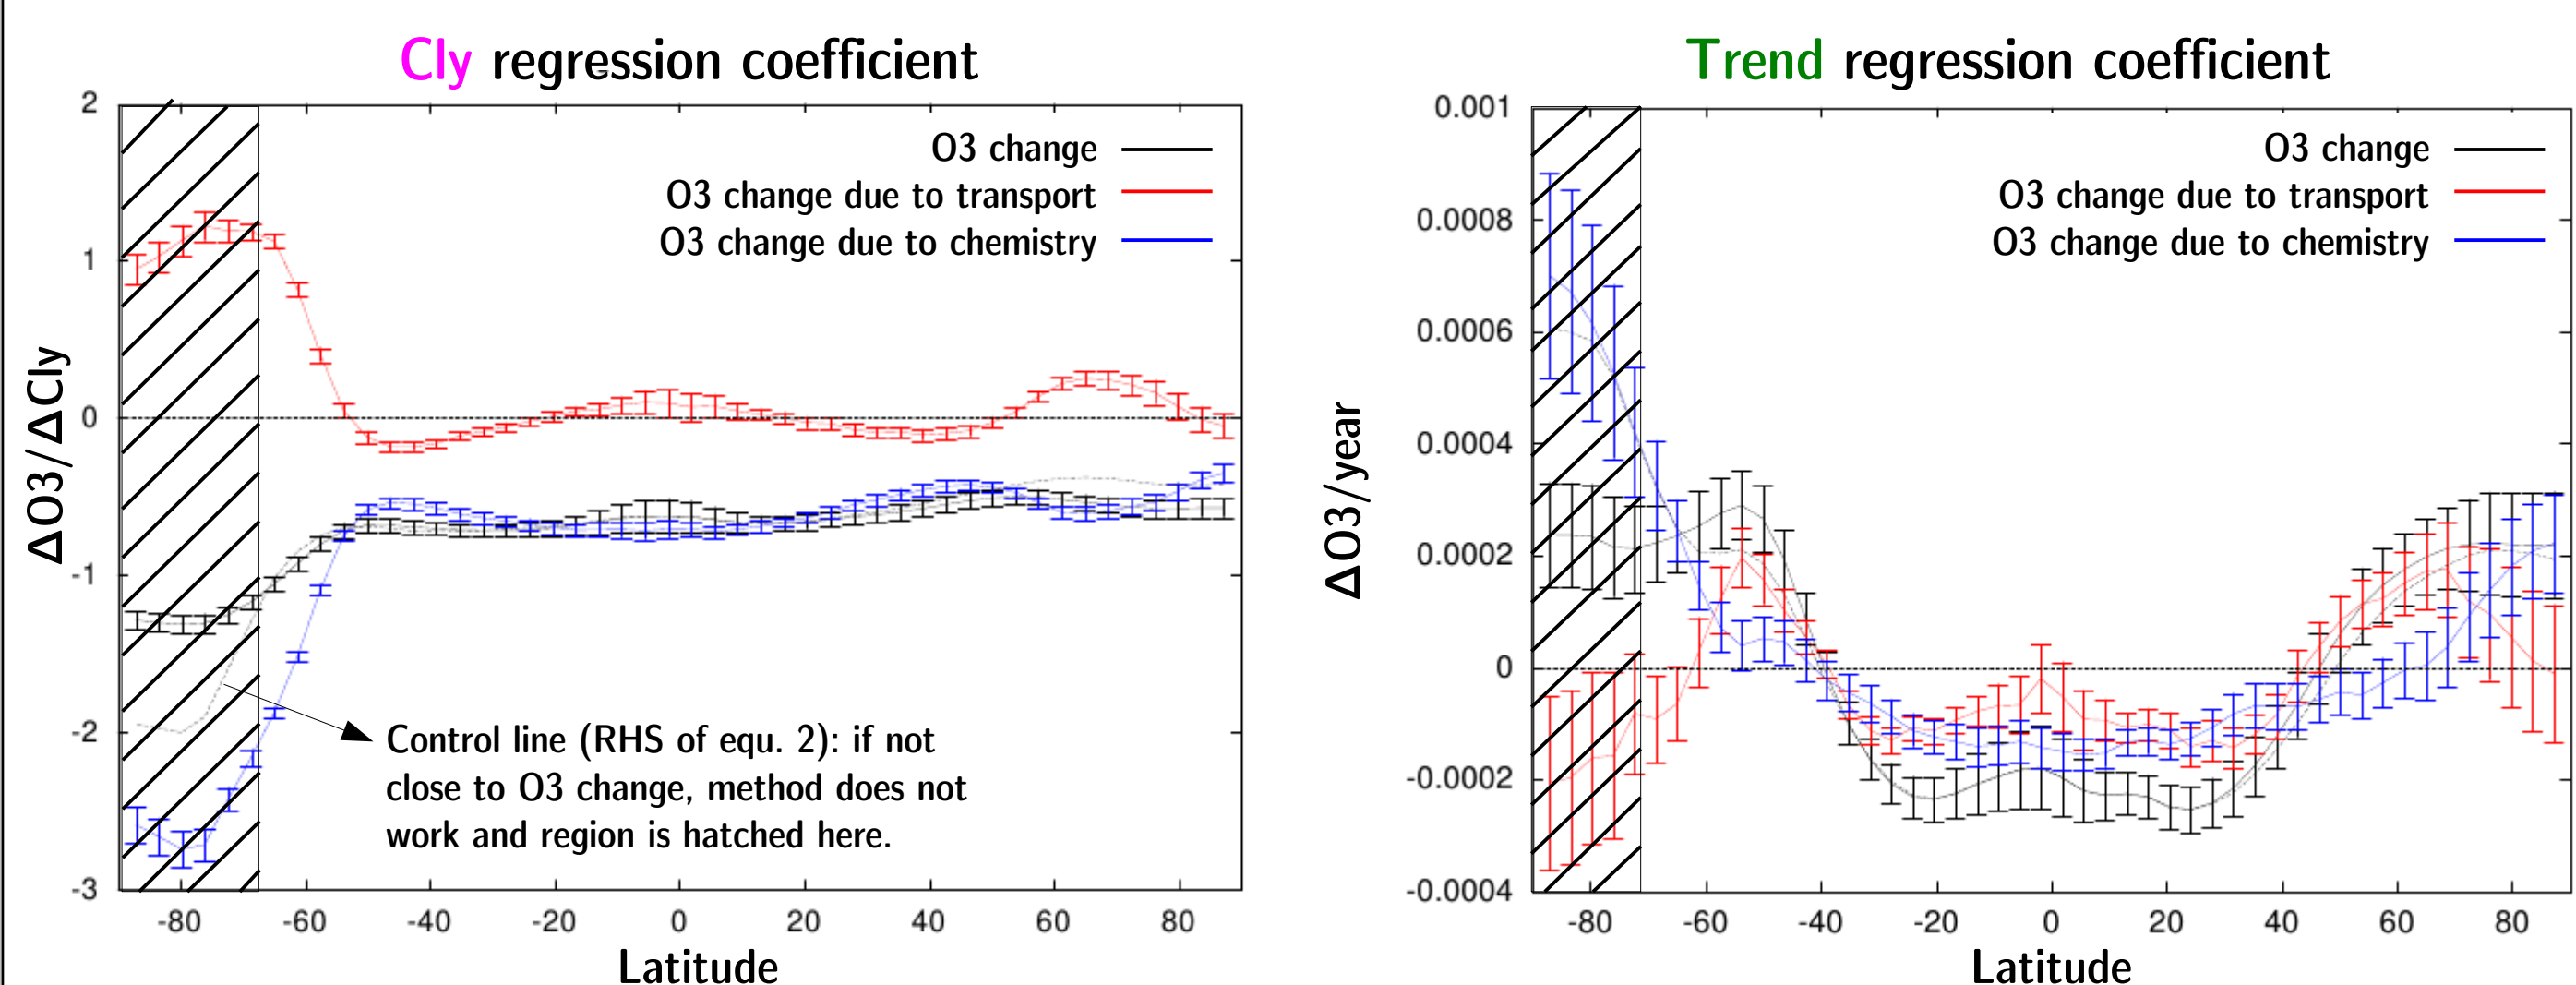 Cly regression coefficient
2
1
0
-1
-2
-3
ΔO3/ΔCly
O3 change
O3 change due to transport
O3 change due to chemistry
Control line (RHS of equ. 2): if not
close to O3 change, method does not
work and region is hatched here.
-80 -60 -40 -20 0 20 40 60 80
Latitude
Trend regression coefficient
0.001
0.0008
0.0006
0.0004
0.0002
0
-0.0002
-0.0004
ΔO3/year
O3 change
O3 change due to transport
O3 change due to chemistry
-80 -60 -40 -20 0 20 40 60 80
Latitude